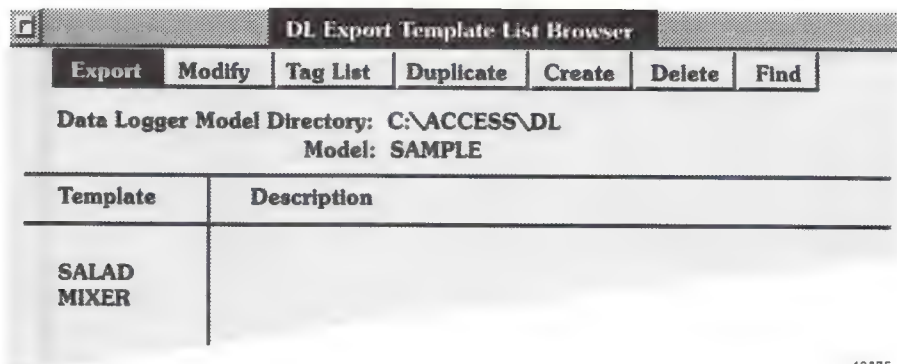 DL Export Template List Browser
Export Modify Tag List Duplicate Create Delete Find
Data Logger Model Directory: C:\ACCESS\DL
Model: SAMPLE
Template Description
SALAD
MIXER